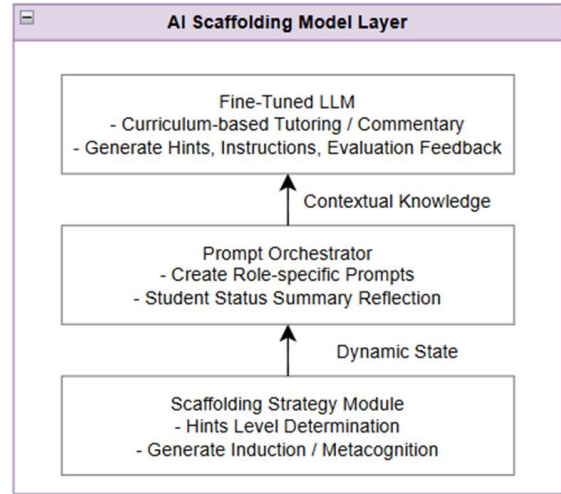 AI Scaffolding Model Layer
Fine-Tuned LLM
- Curriculum-based Tutoring / Commentary
- Generate Hints, Instructions, Evaluation Feedback
Contextual Knowledge
Prompt Orchestrator
- Create Role-specific Prompts
- Student Status Summary Reflection
Dynamic State
Scaffolding Strategy Module
- Hints Level Determination
- Generate Induction / Metacognition